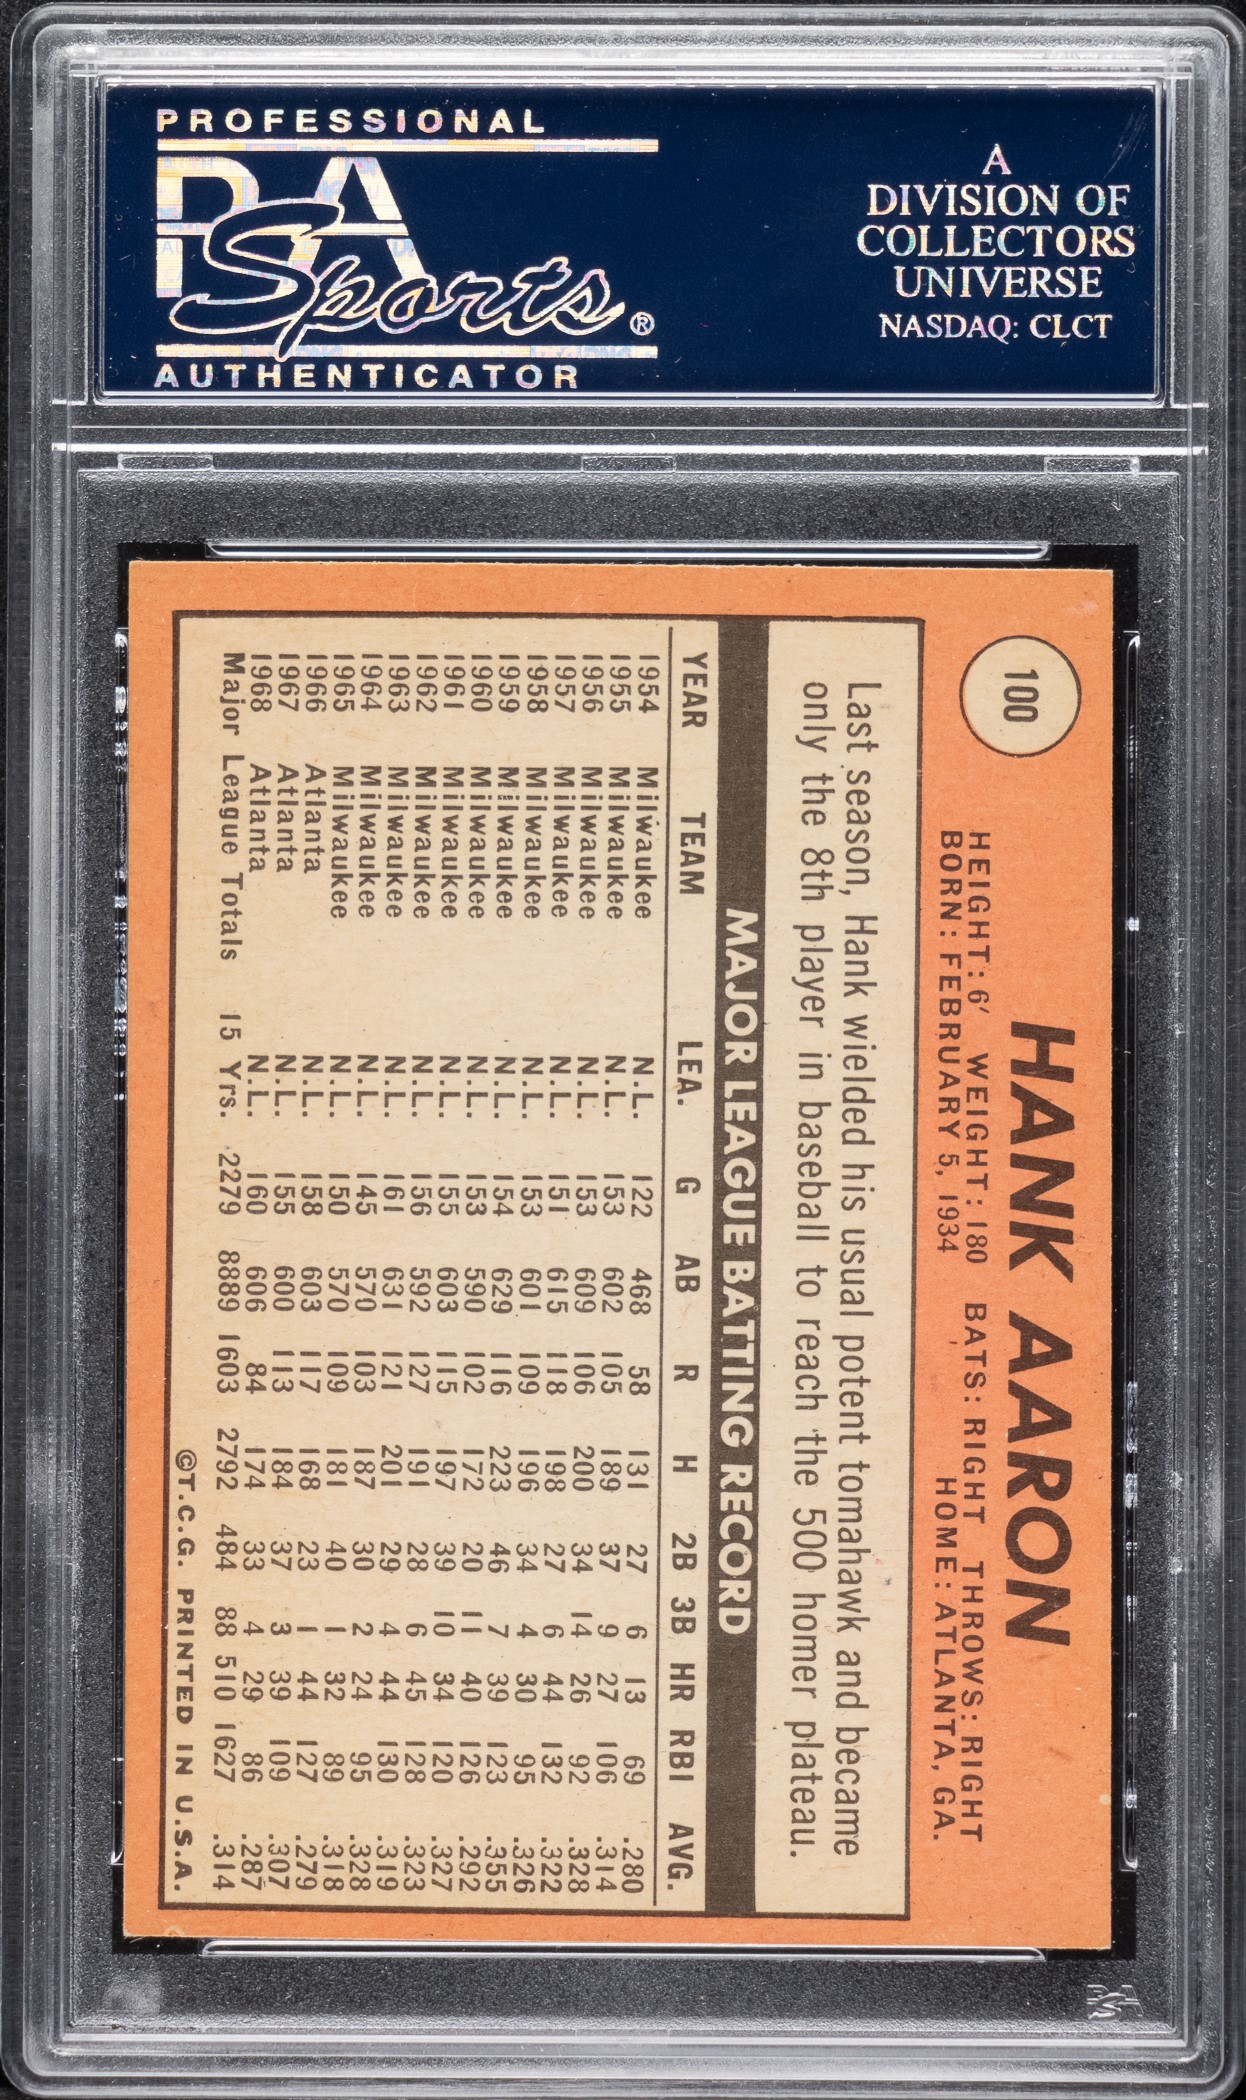 PROFESSIONAL
PSA
Sports®
AUTHENTICATOR
A
DIVISION OF
COLLECTORS
UNIVERSE
NASDAQ: CLCT
100
HANK AARON
HEIGHT: 6' WEIGHT: 180 BATS: RIGHT THROWS: RIGHT
BORN: FEBRUARY 5, 1934 HOME: ATLANTA, GA.
Last season, Hank wielded his usual potent tomahawk and became
only the 8th player in baseball to reach the 500 homer plateau.
MAJOR LEAGUE BATTING RECORD
YEAR TEAM LEA. G AB R H 2B 3B HR RBI AVG.
1954 Milwaukee N.L. 122 468 58 131 27 6 13 69 .280
1955 Milwaukee N.L. 153 602 105 189 37 9 27 106 .314
1956 Milwaukee N.L. 153 609 106 200 34 14 26 92 .328
1957 Milwaukee N.L. 151 615 118 198 27 6 44 132 .322
1958 Milwaukee N.L. 153 601 109 196 34 4 30 95 .326
1959 Milwaukee N.L. 154 629 116 223 46 7 39 123 .355
1960 Milwaukee N.L. 153 590 102 172 20 11 40 126 .292
1961 Milwaukee N.L. 155 603 115 197 39 10 34 120 .327
1962 Milwaukee N.L. 156 592 127 191 28 6 45 128 .323
1963 Milwaukee N.L. 161 631 121 201 29 4 44 130 .319
1964 Milwaukee N.L. 145 570 103 187 30 2 24 95 .328
1965 Milwaukee N.L. 150 570 109 181 40 1 32 89 .318
1966 Atlanta N.L. 158 603 117 168 23 1 44 127 .279
1967 Atlanta N.L. 155 600 113 184 37 3 39 109 .307
1968 Atlanta N.L. 160 606 84 174 33 4 29 86 .287
Major League Totals 15 Yrs. 2279 8889 1603 2792 484 88 510 1627 .314
©T.C.G. PRINTED IN U.S.A.
PSA